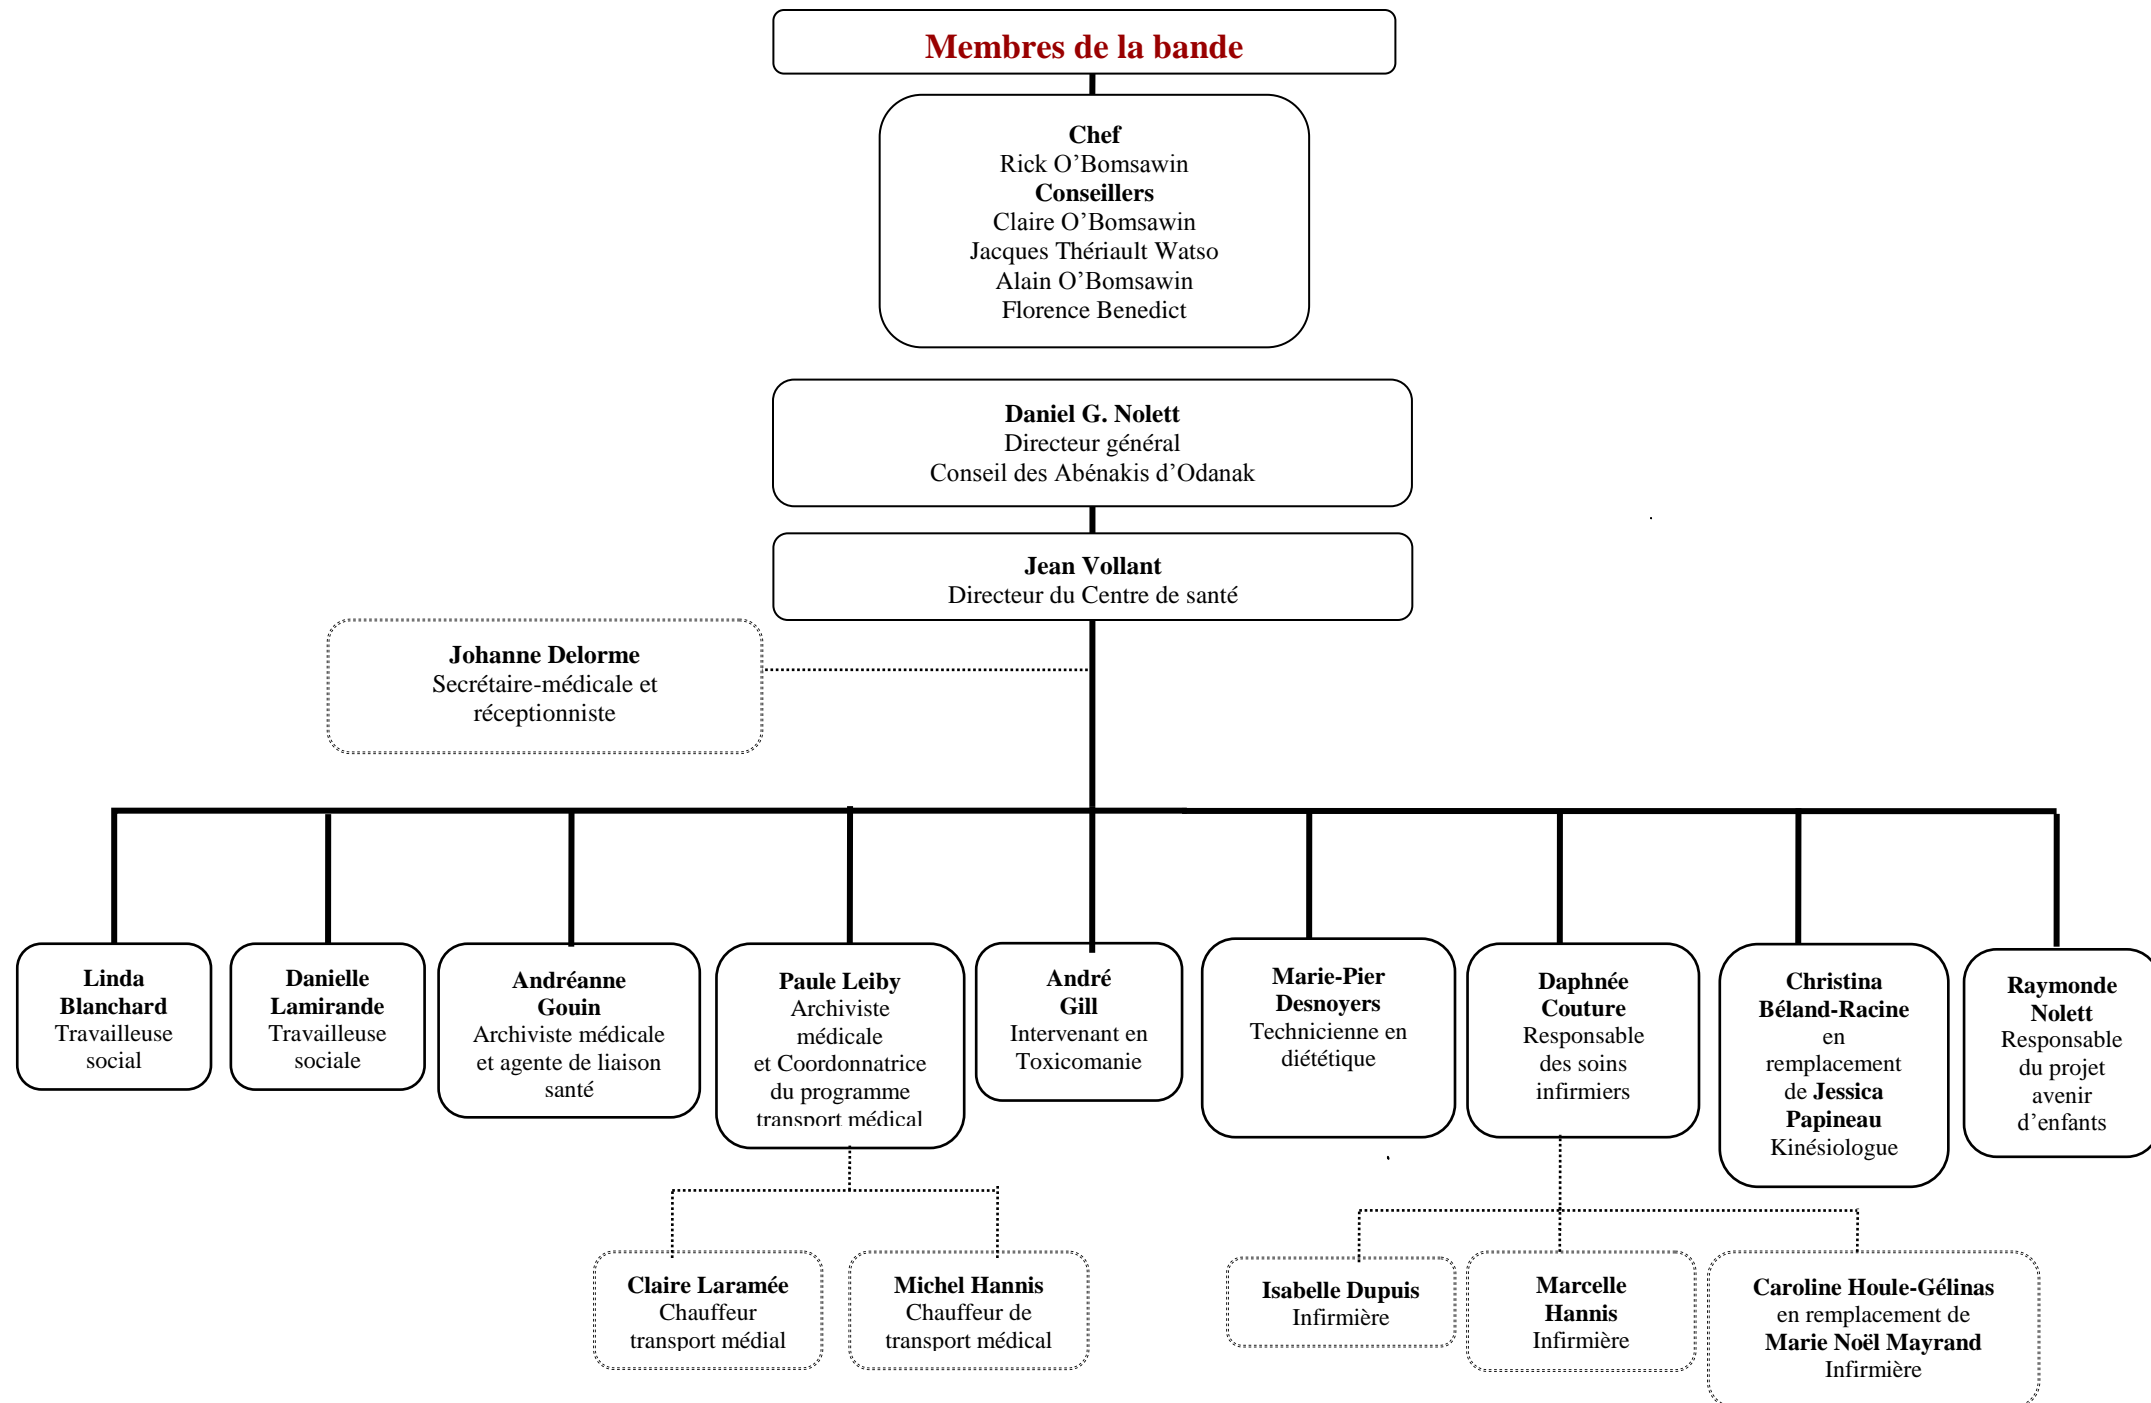 Membres de la bande
Chef
Rick O’Bomsawin
Conseillers
Claire O’Bomsawin
Jacques Thériault Watso
Alain O’Bomsawin
Florence Benedict
Daniel G. Nolett
Directeur général
Conseil des Abénakis d’Odanak
Jean Vollant
Directeur du Centre de santé
Johanne Delorme
Secrétaire-médicale et
réceptionniste
Linda
Blanchard
Travailleuse
social
Danielle
Lamirande
Travailleuse
sociale
Andréanne
Gouin
Archiviste médicale
et agente de liaison
santé
Paule Leiby
Archiviste
médicale
et Coordonnatrice
du programme
transport médical
André
Gill
Intervenant en
Toxicomanie
Marie-Pier
Desnoyers
Technicienne en
diététique
Daphnée
Couture
Responsable
des soins
infirmiers
Christina
Béland-Racine
en
remplacement
de Jessica
Papineau
Kinésiologue
Raymonde
Nolett
Responsable
du projet
avenir
d’enfants
Claire Laramée
Chauffeur
transport médial
Michel Hannis
Chauffeur de
transport médical
Isabelle Dupuis
Infirmière
Marcelle
Hannis
Infirmière
Caroline Houle-Gélinas
en remplacement de
Marie Noël Mayrand
Infirmière